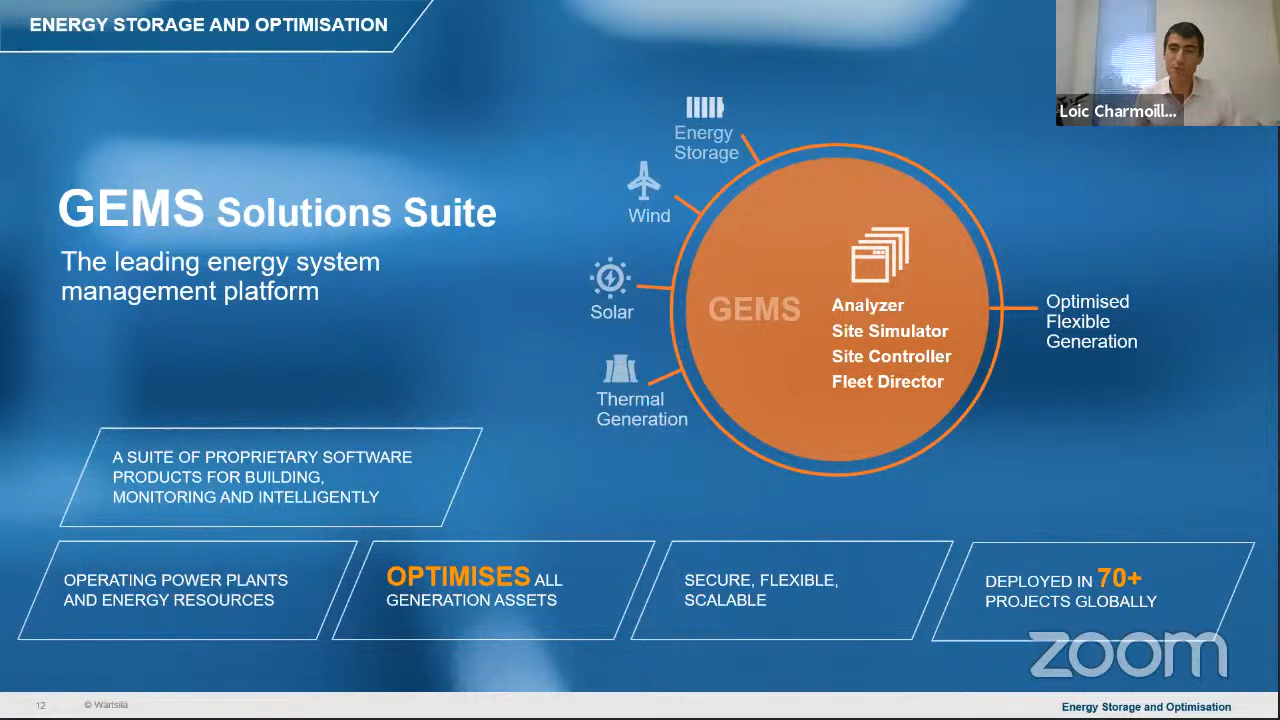 ENERGY STORAGE AND OPTIMISATION
Loic Charmoill...
GEMS Solutions Suite
The leading energy system
management platform
Energy
Storage
Wind
Solar
Thermal
Generation
GEMS
Analyzer
Site Simulator
Site Controller
Fleet Director
Optimised
Flexible
Generation
A SUITE OF PROPRIETARY SOFTWARE
PRODUCTS FOR BUILDING,
MONITORING AND INTELLIGENTLY
OPERATING POWER PLANTS
AND ENERGY RESOURCES
OPTIMISES ALL
GENERATION ASSETS
SECURE, FLEXIBLE,
SCALABLE
DEPLOYED IN 70+
PROJECTS GLOBALLY
zoom
12
© Wärtsilä
Energy Storage and Optimisation